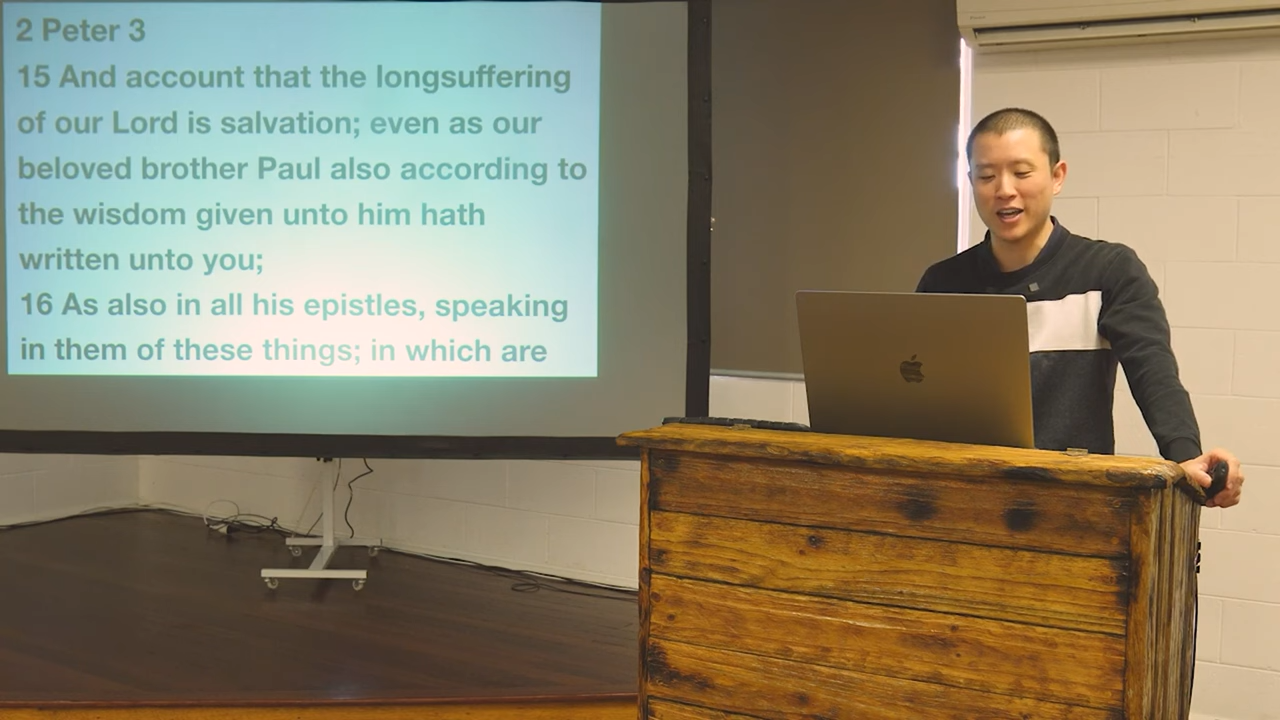 2 Peter 3
15 And account that the longsuffering
of our Lord is salvation; even as our
beloved brother Paul also according to
the wisdom given unto him hath
written unto you;
16 As also in all his epistles, speaking
in them of these things; in which are